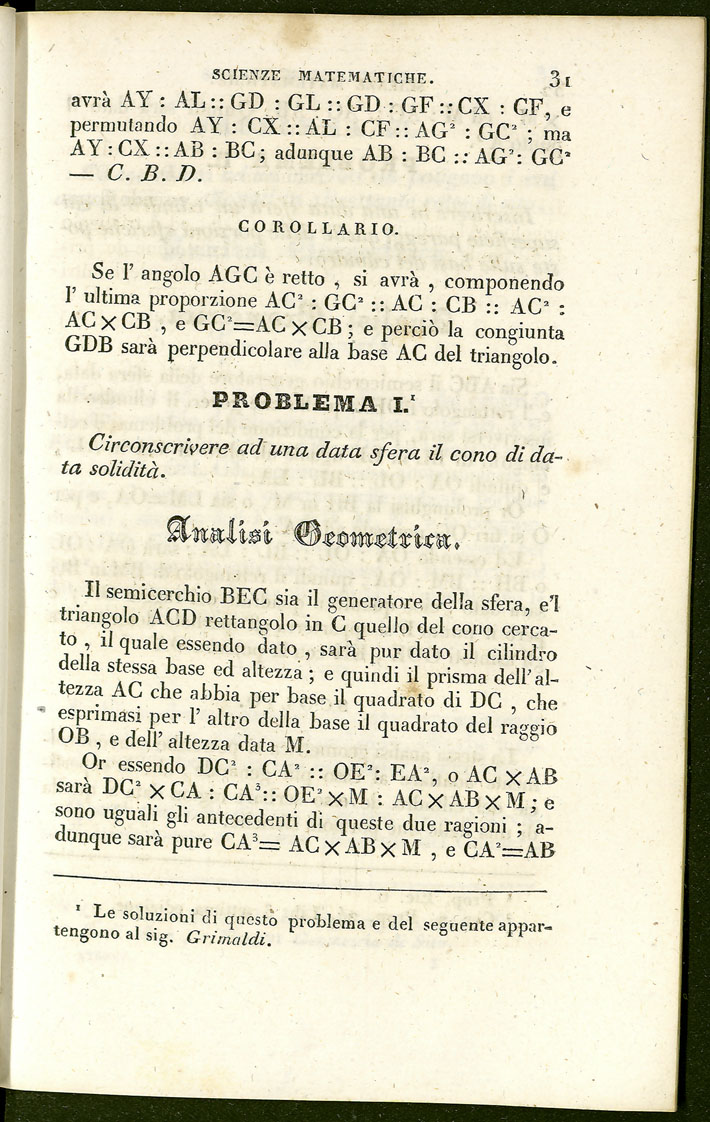 SCIENZE MATEMATICHE. 31
avrà AY : AL :: GD : GL :: GD : GF :: CX : CF, e
permutando AY : CX :: AL : CF :: AG² : GC² ; ma
AY : CX :: AB : BC ; adunque AB : BC :: AG² : GC²
— C. B. D.
COROLLARIO.
Se l' angolo AGC è retto , si avrà , componendo
l' ultima proporzione AC² : GC² :: AC : CB :: AC² :
AC × CB , e GC²=AC × CB ; e perciò la congiunta
GDB sarà perpendicolare alla base AC del triangolo.
PROBLEMA I.¹
Circonscrivere ad una data sfera il cono di da-
ta solidità.
Analisi Geometrica.
Il semicerchio BEC sia il generatore della sfera, e'l
triangolo ACD rettangolo in C quello del cono cerca-
to , il quale essendo dato , sarà pur dato il cilindro
della stessa base ed altezza ; e quindi il prisma dell' al-
tezza AC che abbia per base il quadrato di DC , che
esprimasi per l' altro della base il quadrato del raggio
OB , e dell' altezza data M.
Or essendo DC² : CA² :: OE² : EA², o AC × AB
sarà DC² × CA : CA³ :: OE² × M : AC × AB × M ; e
sono uguali gli antecedenti di queste due ragioni ; a-
dunque sarà pure CA³= AC × AB × M , e CA²=AB
¹ Le soluzioni di questo problema e del seguente appar-
tengono al sig. Grimaldi.